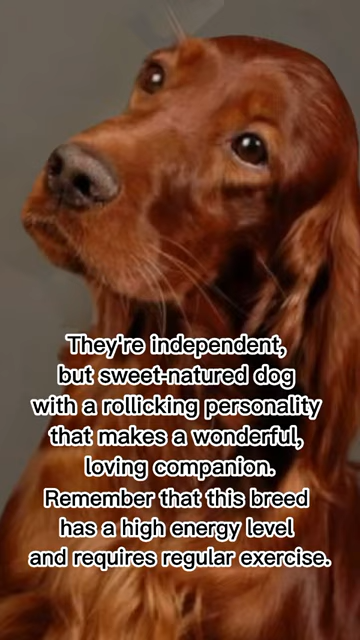 They're independent,
but sweet-natured dog
with a rollicking personality
that makes a wonderful,
loving companion.
Remember that this breed
has a high energy level
and requires regular exercise.